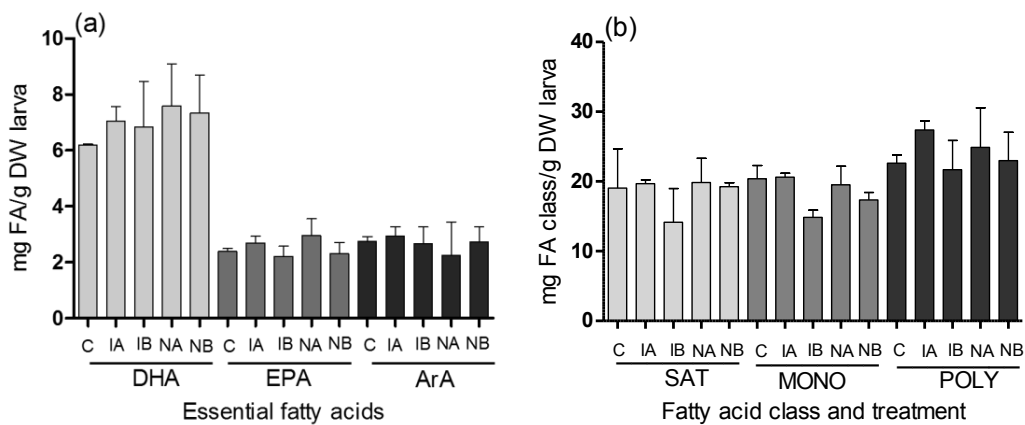 (a)
mg FA/g DW larva
10
8
6
4
2
0
C IA IB NA NB C IA IB NA NB C IA IB NA NB
DHA EPA ArA
Essential fatty acids
(b)
mg FA class/g DW larva
40
30
20
10
0
C IA IB NA NB C IA IB NA NB C IA IB NA NB
SAT MONO POLY
Fatty acid class and treatment